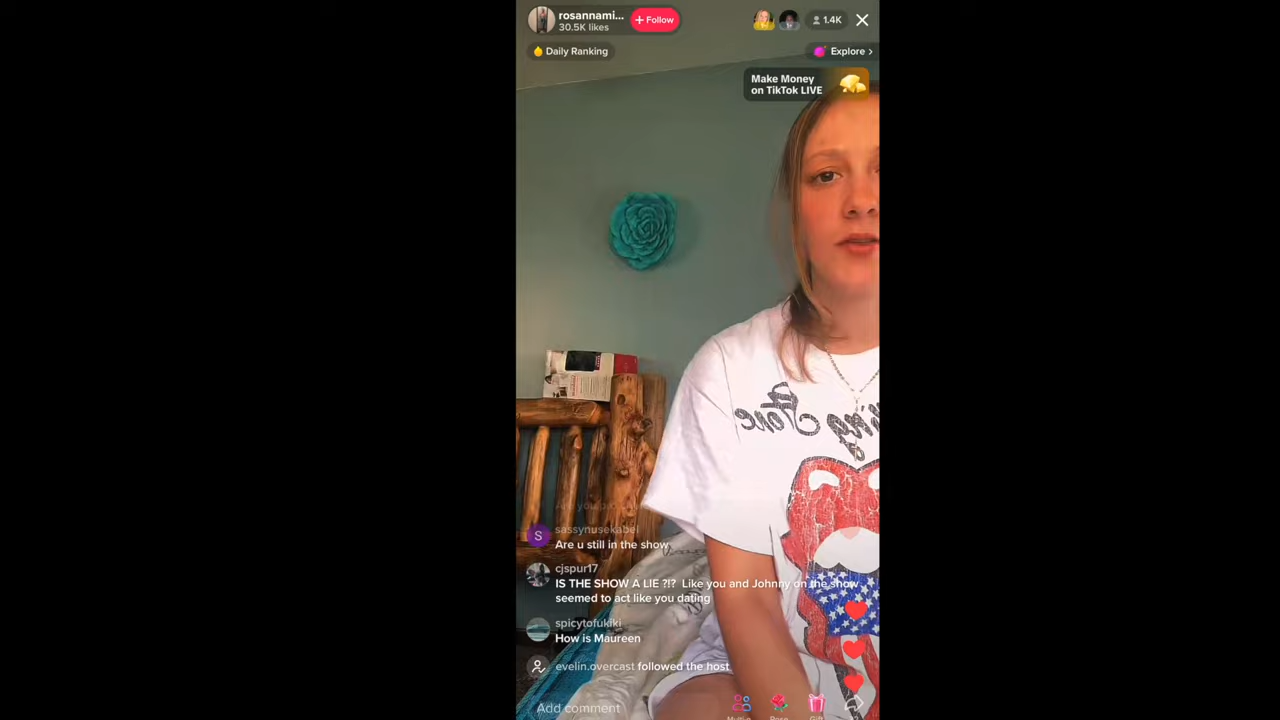 rosannami...
30.5K likes
+ Follow
1.4K
Daily Ranking
Explore >
Make Money
on TikTok LIVE
sassynusekabel
Are u still in the show
cjspur17
IS THE SHOW A LIE ?!? Like you and Johnny on the show
seemed to act like you dating
spicytofukiki
How is Maureen
evelin.overcast followed the host
Add comment